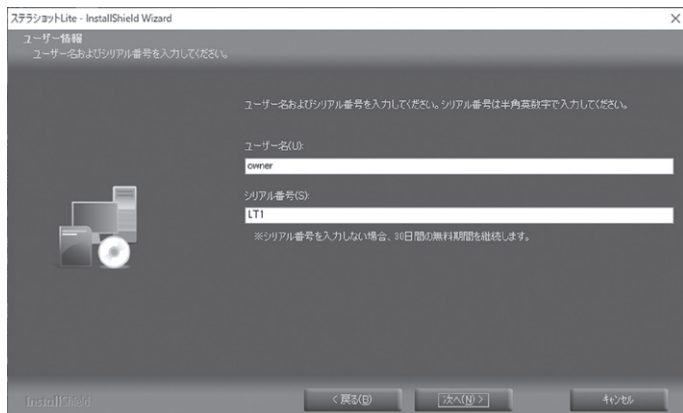 ステラショットLite - InstallShield Wizard
ユーザー情報
ユーザー名およびシリアル番号を入力してください。
ユーザー名およびシリアル番号を入力してください。シリアル番号は半角英数字で入力してください。
ユーザー名(U):
owner
シリアル番号(S):
LT1
※シリアル番号を入力しない場合、30日間の無料期間を継続します。
InstallShield
< 戻る(B)
次へ(N) >
キャンセル